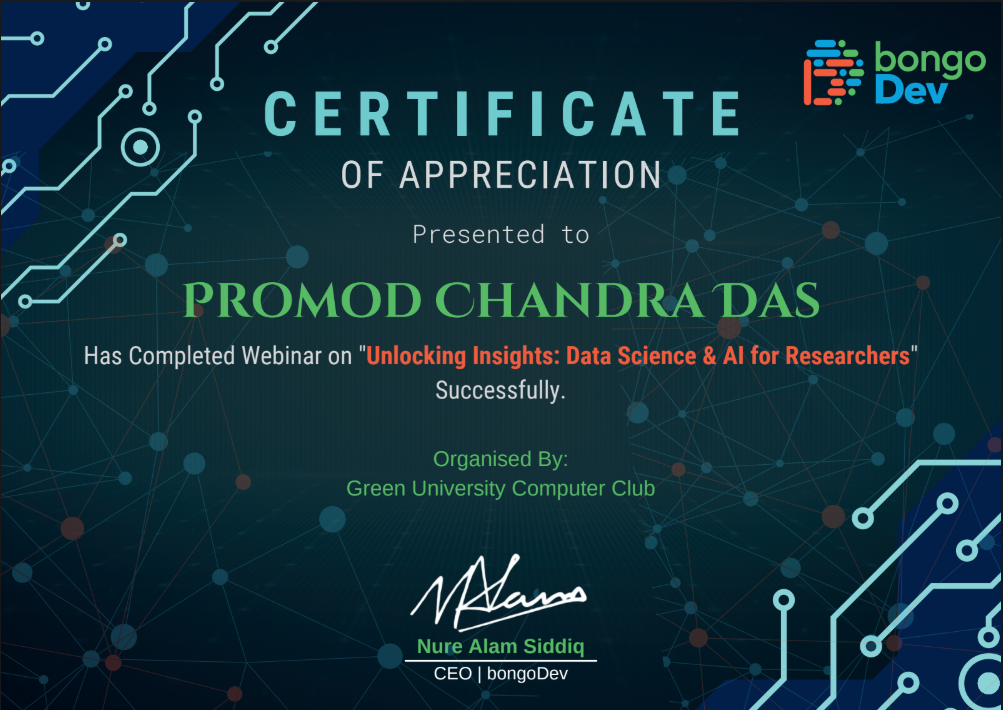 bongo
Dev
CERTIFICATE
OF APPRECIATION
Presented to
Promod Chandra Das
Has Completed Webinar on "Unlocking Insights: Data Science & AI for Researchers"
Successfully.
Organised By:
Green University Computer Club
Nure Alam Siddiq
CEO | bongoDev